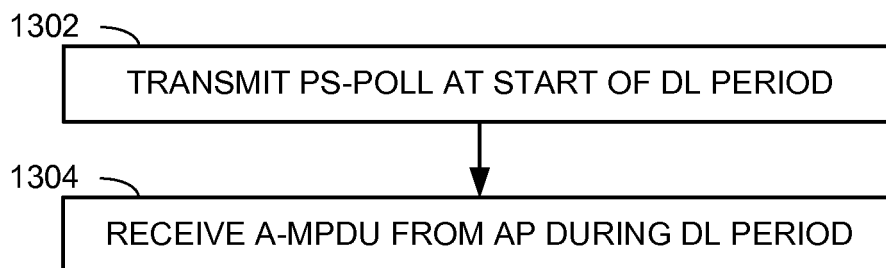 1302
TRANSMIT PS-POLL AT START OF DL PERIOD
1304
RECEIVE A-MPDU FROM AP DURING DL PERIOD